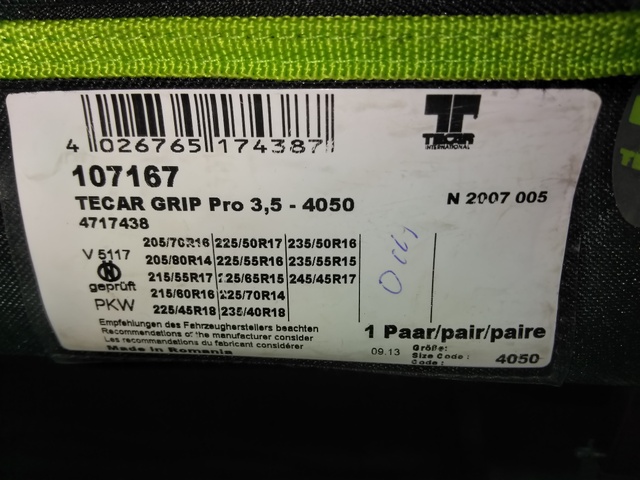 4 026765 174387
TECAR
INTERNATIONAL
107167
TECAR GRIP Pro 3,5 - 4050
N 2007 005
4717438
V 5117
N
geprüft
PKW
205/70R16 225/50R17 235/50R16
205/80R14 225/55R16 235/55R15
215/55R17 225/65R15 245/45R17
215/60R16 225/70R14
225/45R18 235/40R18
Empfehlungen des Fahrzeugherstellers beachten
Recommendations of the manufacturer consider
Les recommandations du fabricant considérer
Made in Romania
1 Paar/pair/paire
09.13
Größe:
Size Code:
Code:
4050